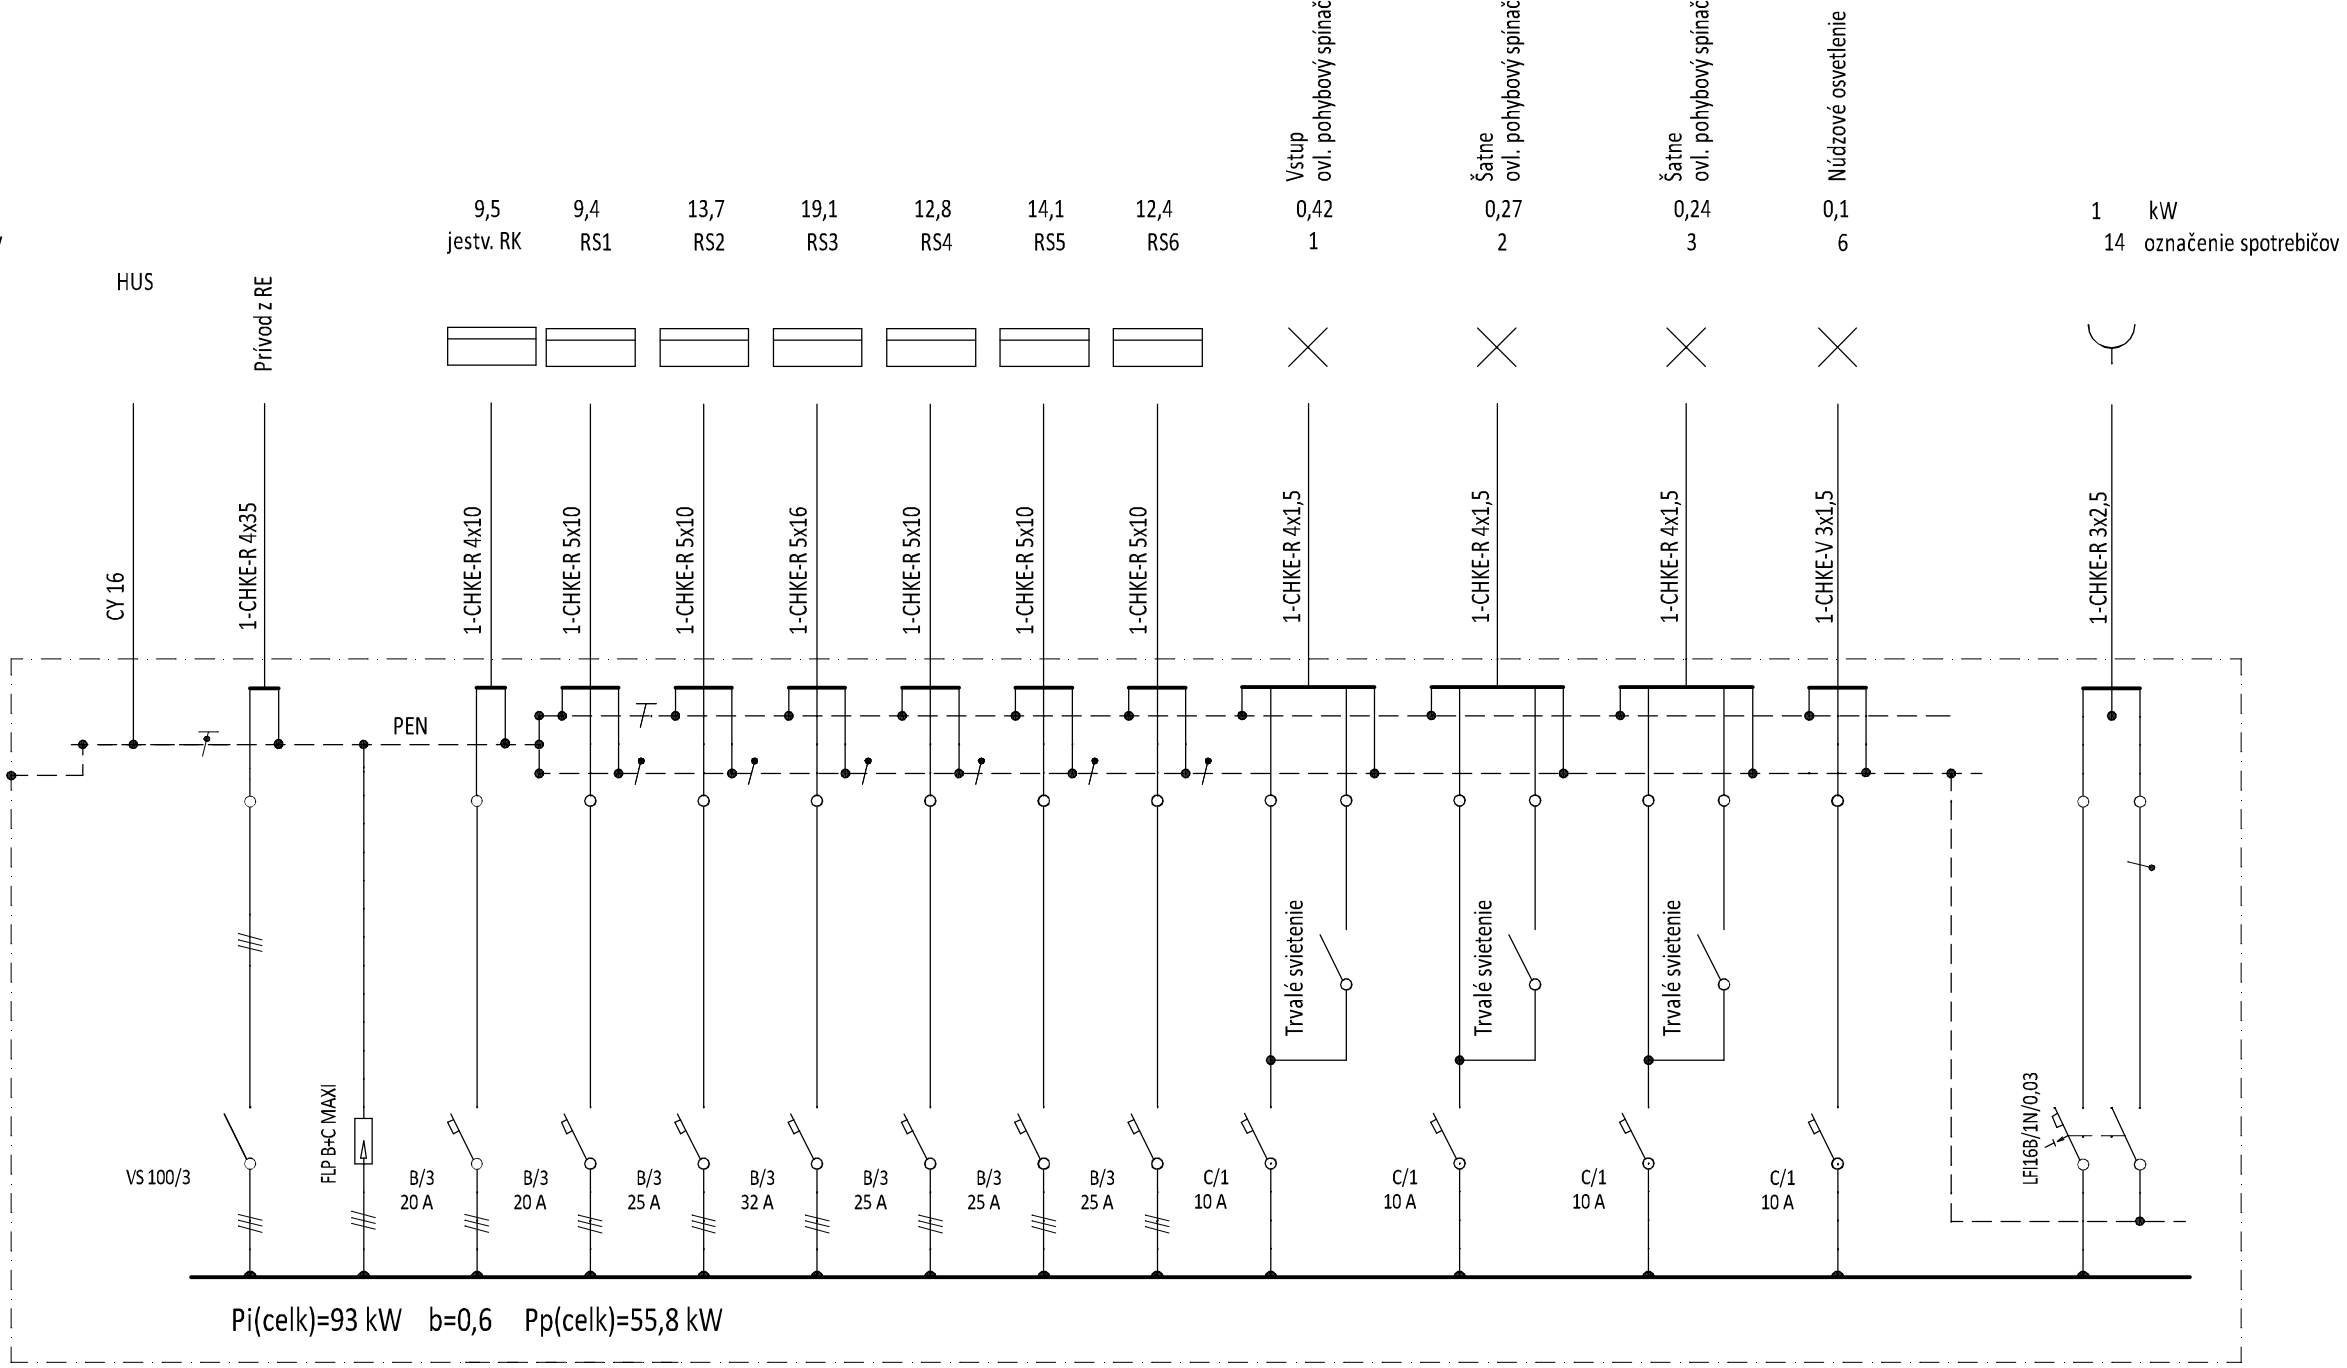 Vstup
ovl. pohybový spínač
Šatne
ovl. pohybový spínač
Šatne
ovl. pohybový spínač
Núdzové osvetlenie
9,5
9,4
13,7
19,1
12,8
14,1
12,4
0,42
0,27
0,24
0,1
1 kW
jestv. RK
RS1
RS2
RS3
RS4
RS5
RS6
1
2
3
6
14 označenie spotrebičov
HUS
Prívod z RE
CY 16
1-CHKE-R 4x35
1-CHKE-R 4x10
1-CHKE-R 5x10
1-CHKE-R 5x10
1-CHKE-R 5x16
1-CHKE-R 5x10
1-CHKE-R 5x10
1-CHKE-R 5x10
1-CHKE-R 4x1,5
1-CHKE-R 4x1,5
1-CHKE-R 4x1,5
1-CHKE-V 3x1,5
1-CHKE-R 3x2,5
PEN
Trvalé svietenie
Trvalé svietenie
Trvalé svietenie
VS 100/3
FLP B+C MAXI
B/3
20 A
B/3
20 A
B/3
25 A
B/3
32 A
B/3
25 A
B/3
25 A
B/3
25 A
C/1
10 A
C/1
10 A
C/1
10 A
C/1
10 A
LFI16B/1N/0,03
Pi(celk)=93 kW b=0,6 Pp(celk)=55,8 kW